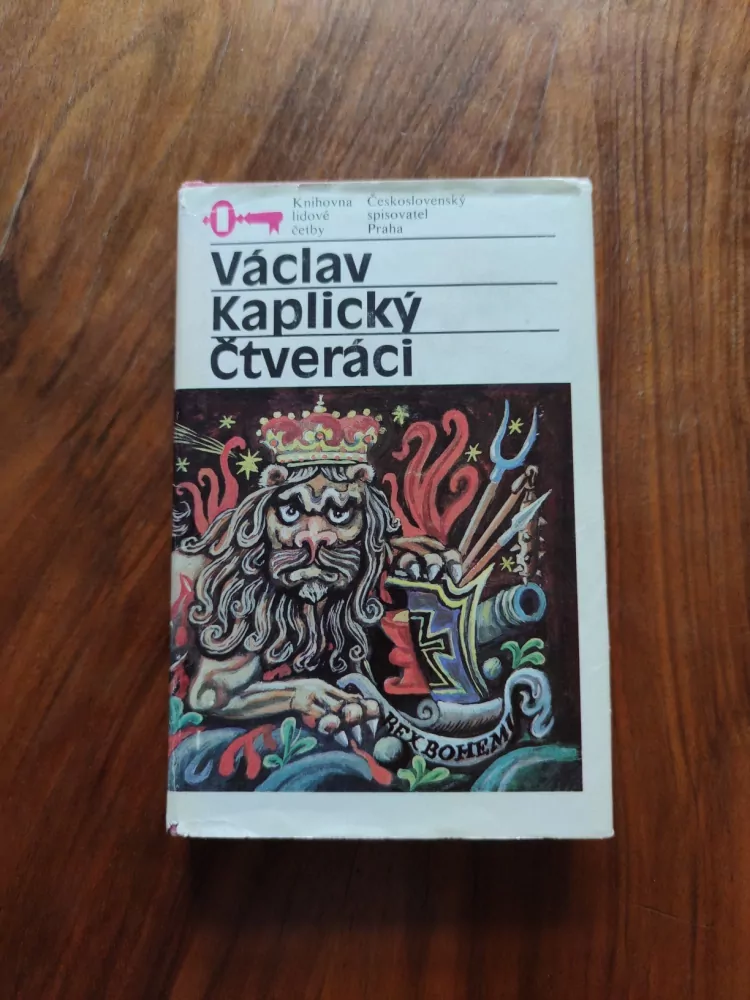 Knihovna
lidové
četby
Československý
spisovatel
Praha
Václav
Kaplický
Čtveráci
REX BOHEMI